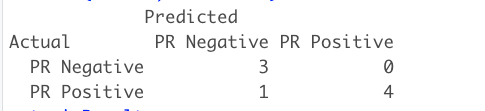 Predicted
Actual PR Negative PR Positive
PR Negative 3 0
PR Positive 1 4